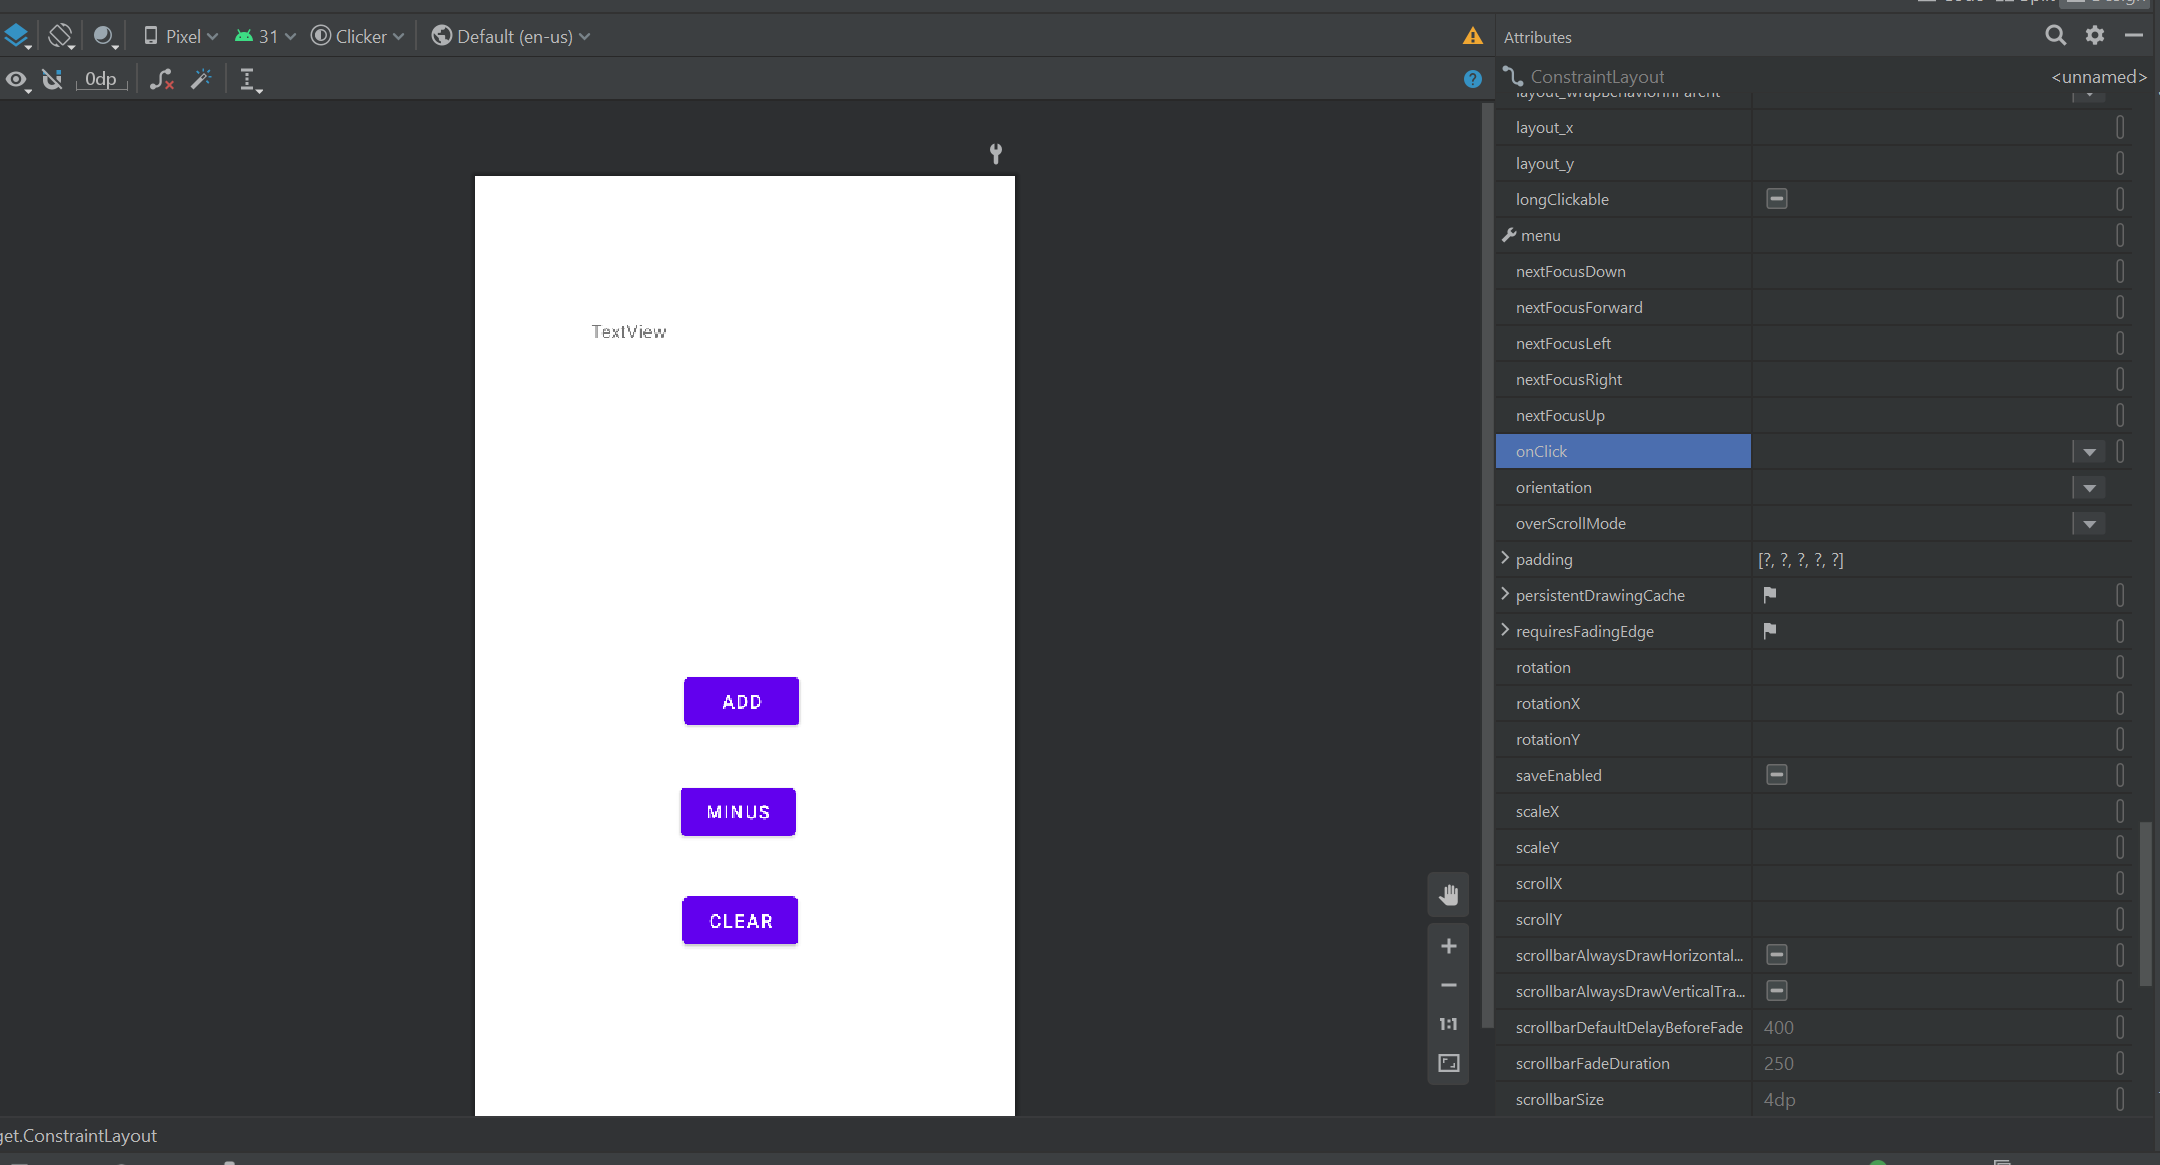 Pixel 31 Clicker Default (en-us)
Attributes
0dp
ConstraintLayout <unnamed>
layout_wrapBehaviorInParent
layout_x
layout_y
longClickable
menu
nextFocusDown
nextFocusForward
nextFocusLeft
nextFocusRight
nextFocusUp
onClick
orientation
overScrollMode
padding [?, ?, ?, ?, ?]
persistentDrawingCache
requiresFadingEdge
rotation
rotationX
rotationY
saveEnabled
scaleX
scaleY
scrollX
scrollY
scrollbarAlwaysDrawHorizontal...
scrollbarAlwaysDrawVerticalTra...
scrollbarDefaultDelayBeforeFade 400
scrollbarFadeDuration 250
scrollbarSize 4dp
TextView
ADD
MINUS
CLEAR
1:1
get.ConstraintLayout